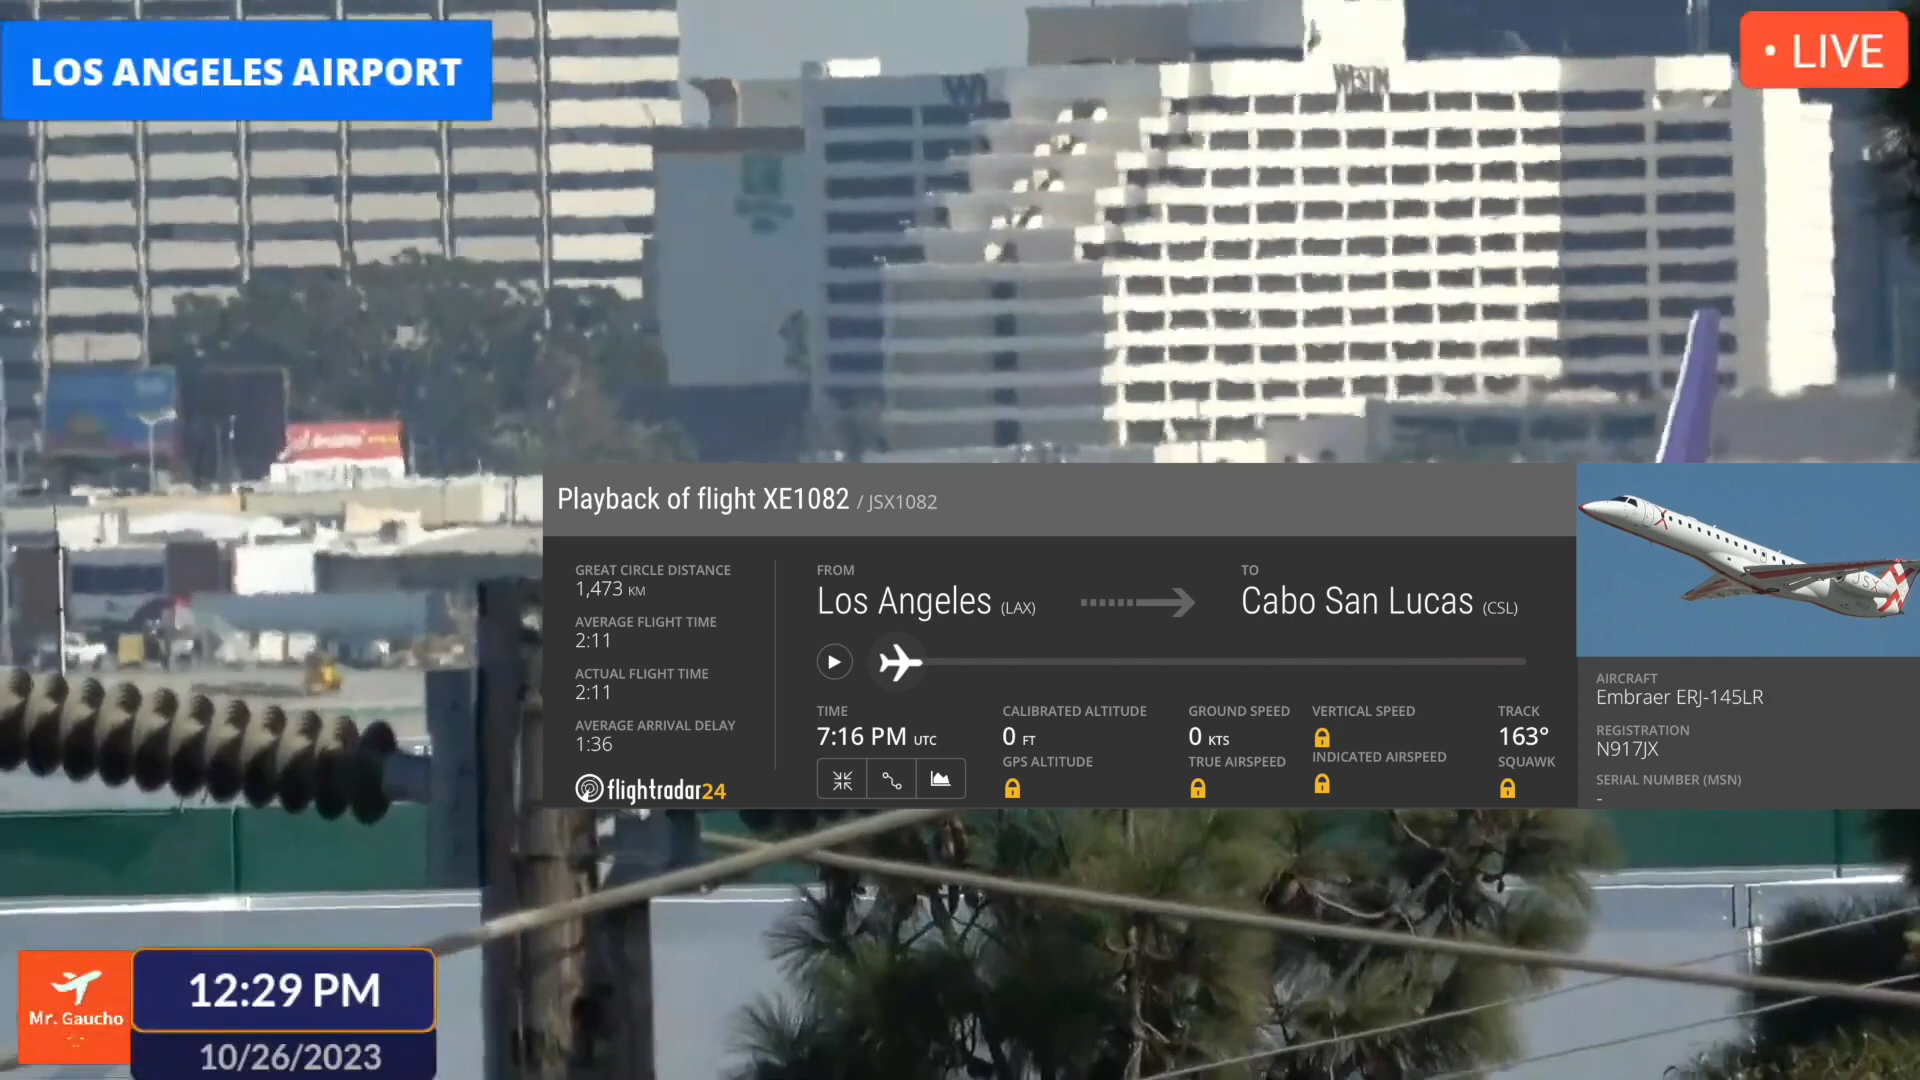 LOS ANGELES AIRPORT
• LIVE
WESTIN
Playback of flight XE1082 / JSX1082
GREAT CIRCLE DISTANCE
1,473 KM
AVERAGE FLIGHT TIME
2:11
ACTUAL FLIGHT TIME
2:11
AVERAGE ARRIVAL DELAY
1:36
flightradar24
FROM
Los Angeles (LAX)
TO
Cabo San Lucas (CSL)
TIME
7:16 PM UTC
CALIBRATED ALTITUDE
0 FT
GPS ALTITUDE
GROUND SPEED
0 KTS
TRUE AIRSPEED
VERTICAL SPEED
INDICATED AIRSPEED
TRACK
163°
SQUAWK
JSX
AIRCRAFT
Embraer ERJ-145LR
REGISTRATION
N917JX
SERIAL NUMBER (MSN)
-
Mr. Gaucho
12:29 PM
10/26/2023